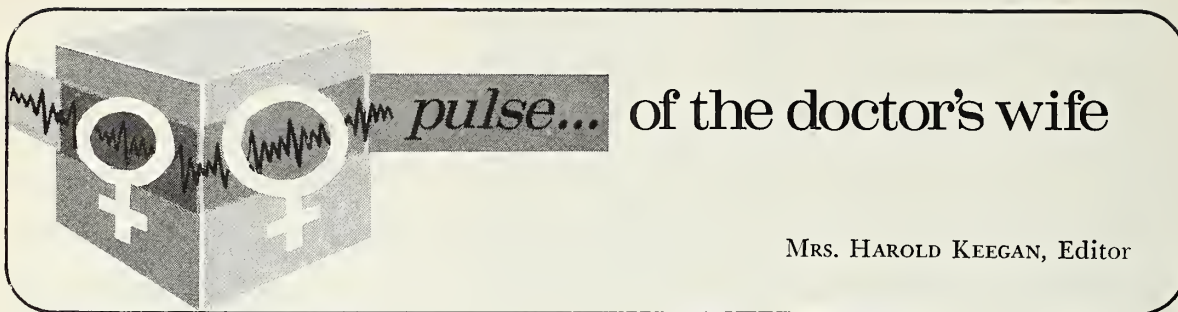 pulse... of the doctor's wife
MRS. HAROLD KEEGAN, Editor